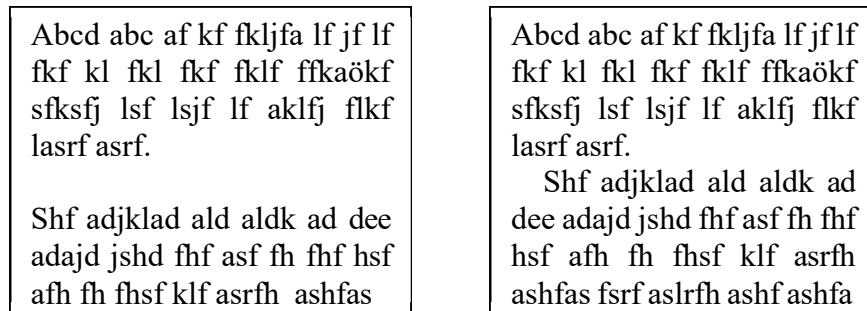 Abcd abc af kf fkljfa lf jf lf
fkf kl fkl fkf fklf ffkaökf
sfksfj lsf lsjf lf aklfj flkf
lasrf asrf.
Shf adjklad ald aldk ad dee
adajd jshd fhf asf fh fhf hsf
afh fh fhsf klf asrfh ashfas
Abcd abc af kf fkljfa lf jf lf
fkf kl fkl fkf fklf ffkaökf
sfksfj lsf lsjf lf aklfj flkf
lasrf asrf.
Shf adjklad ald aldk ad
dee adajd jshd fhf asf fh fhf
hsf afh fh fhsf klf asrfh
ashfas fsrf aslrfh ashf ashfa